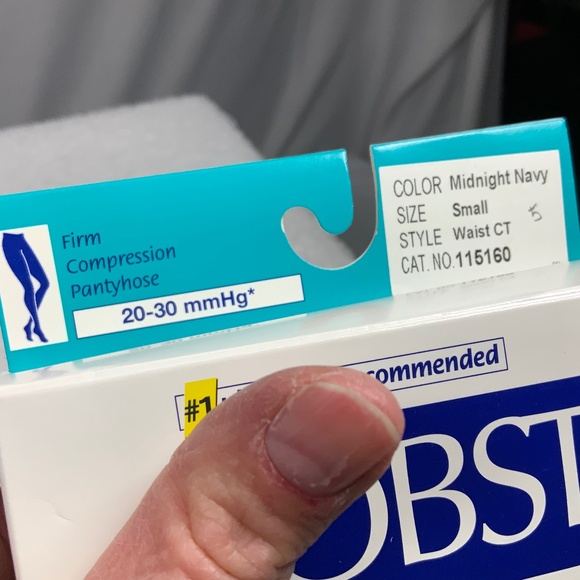 Firm
Compression
Pantyhose
20-30 mmHg*
COLOR Midnight Navy
SIZE Small
STYLE Waist CT
CAT. NO. 115160
5
#1
commended
OBST